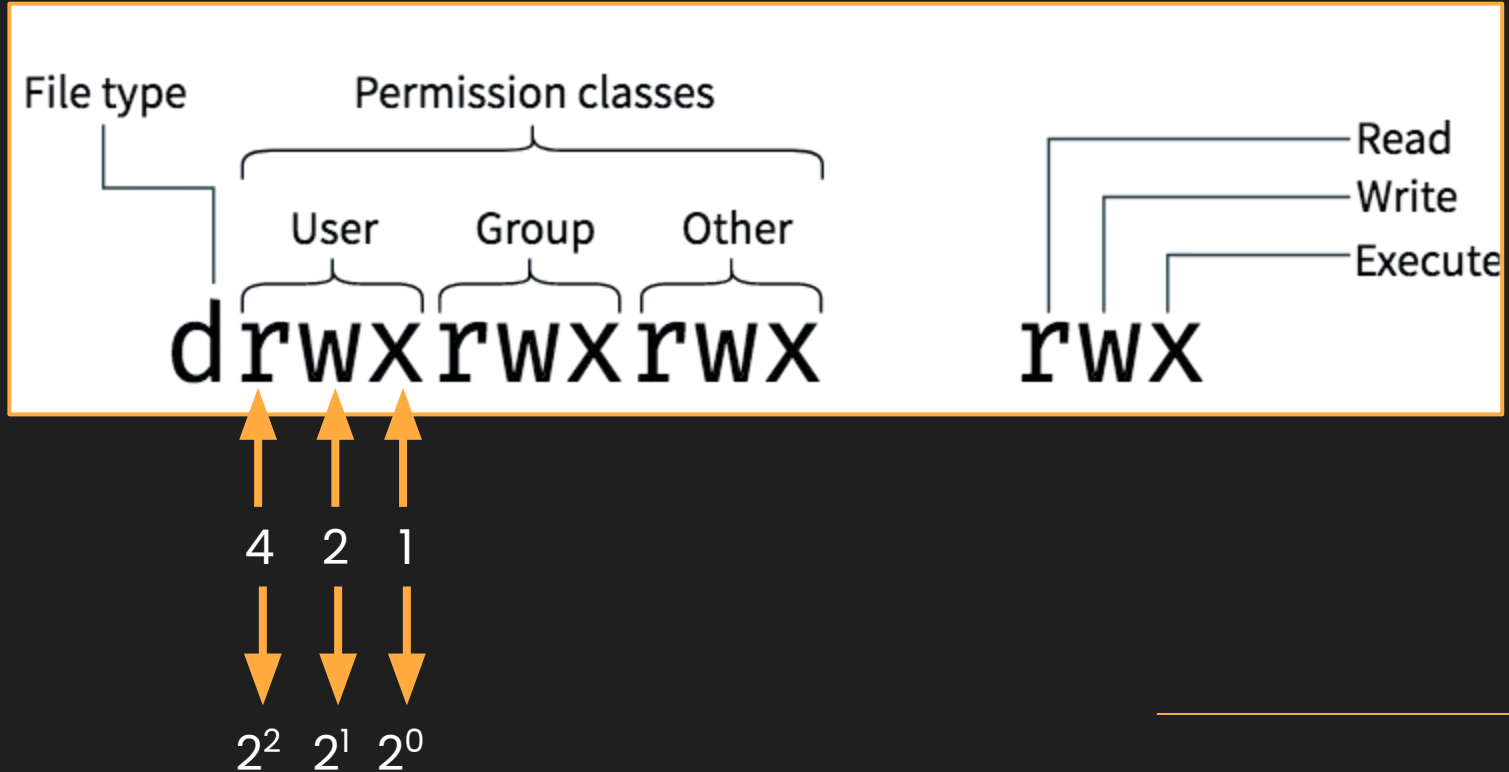 File type
Permission classes
Read
Write
Execute
User Group Other
drwxrwxrwx
rwx
4 2 1
2² 2¹ 2⁰